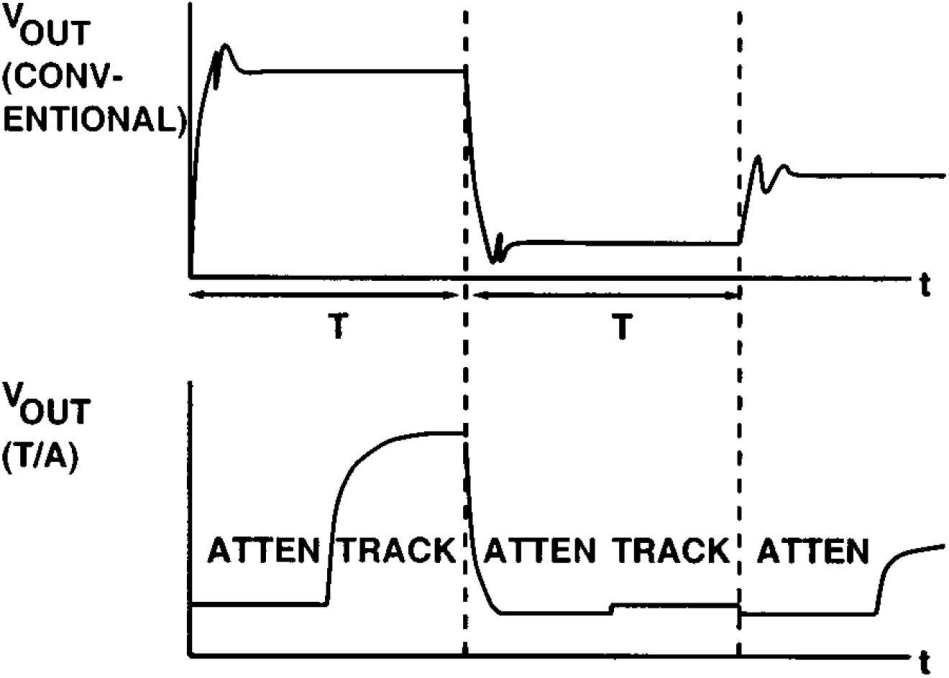 VOUT
(CONV-
ENTIONAL)
t
T T
VOUT
(T/A)
ATTEN TRACK ATTEN TRACK ATTEN
t